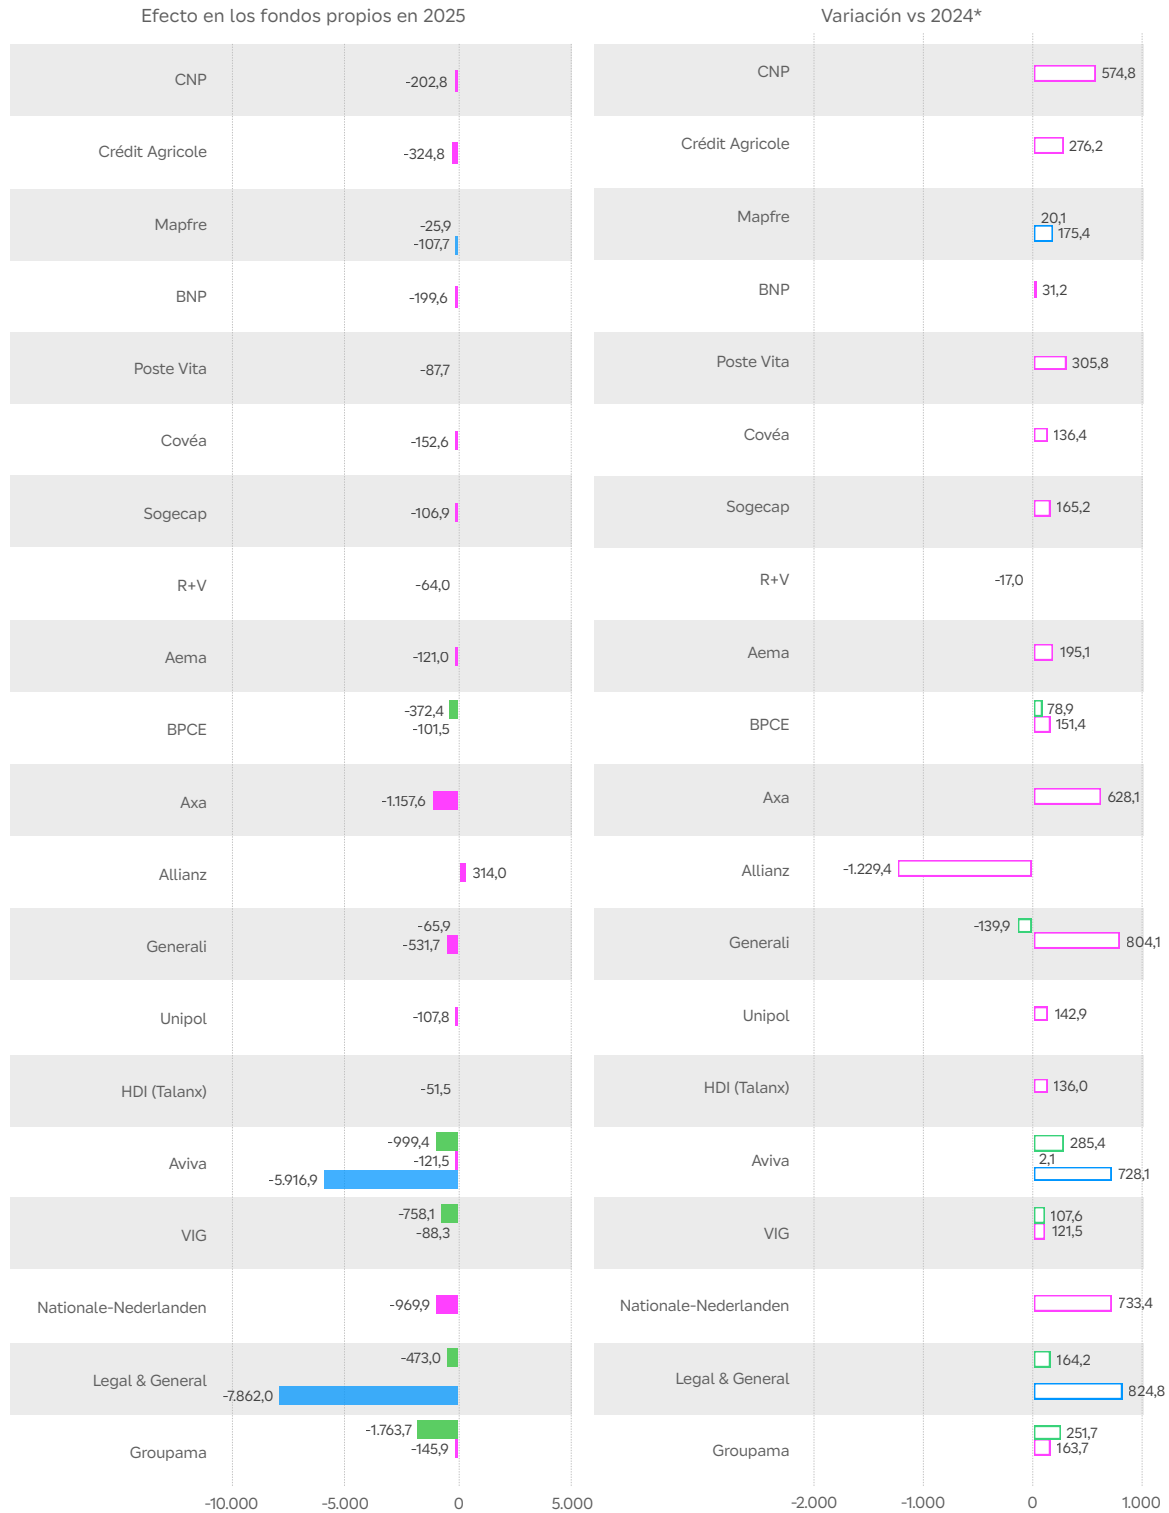 Efecto en los fondos propios en 2025
Variación vs 2024*
CNP
-202,8
CNP
574,8
Crédit Agricole
-324,8
Crédit Agricole
276,2
Mapfre
-25,9
-107,7
Mapfre
20,1
175,4
BNP
-199,6
BNP
31,2
Poste Vita
-87,7
Poste Vita
305,8
Covéa
-152,6
Covéa
136,4
Sogecap
-106,9
Sogecap
165,2
R+V
-64,0
R+V
-17,0
Aema
-121,0
Aema
195,1
BPCE
-372,4
-101,5
BPCE
78,9
151,4
Axa
-1.157,6
Axa
628,1
Allianz
314,0
Allianz
-1.229,4
Generali
-65,9
-531,7
Generali
-139,9
804,1
Unipol
-107,8
Unipol
142,9
HDI (Talanx)
-51,5
HDI (Talanx)
136,0
Aviva
-999,4
-121,5
-5.916,9
Aviva
285,4
2,1
728,1
VIG
-758,1
-88,3
VIG
107,6
121,5
Nationale-Nederlanden
-969,9
Nationale-Nederlanden
733,4
Legal & General
-473,0
-7.862,0
Legal & General
164,2
824,8
Groupama
-1.763,7
-145,9
Groupama
251,7
163,7
-10.000
-5.000
0
5.000
-2.000
-1.000
0
1.000